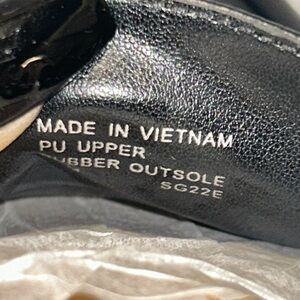 MADE IN VIETNAM
PU UPPER
RUBBER OUTSOLE
SG22E